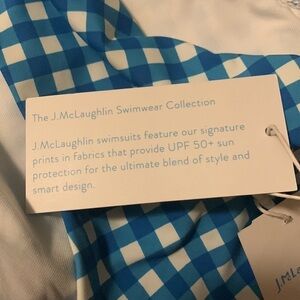 The J.McLaughlin Swimwear Collection
J.McLaughlin swimsuits feature our signature
prints in fabrics that provide UPF 50+ sun
protection for the ultimate blend of style and
smart design.